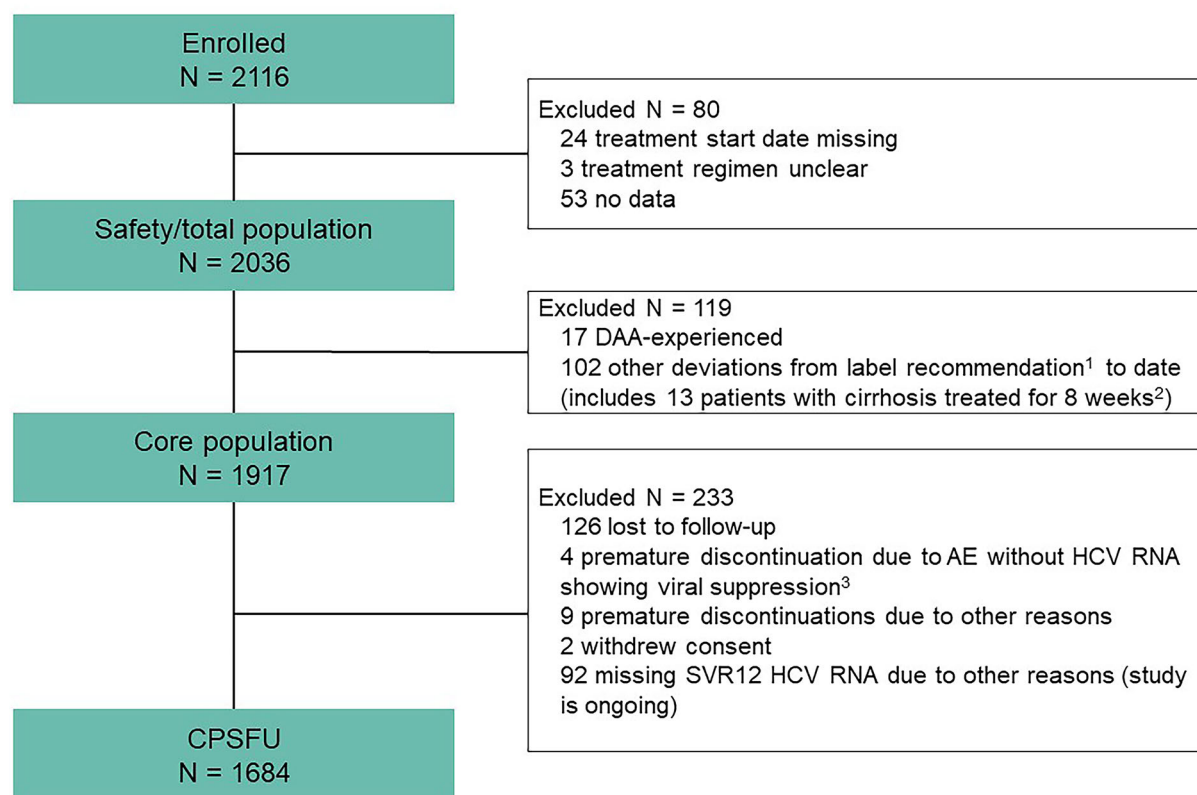 Enrolled
N = 2116
Excluded N = 80
24 treatment start date missing
3 treatment regimen unclear
53 no data
Safety/total population
N = 2036
Excluded N = 119
17 DAA-experienced
102 other deviations from label recommendation¹ to date
(includes 13 patients with cirrhosis treated for 8 weeks²)
Core population
N = 1917
Excluded N = 233
126 lost to follow-up
4 premature discontinuation due to AE without HCV RNA
showing viral suppression³
9 premature discontinuations due to other reasons
2 withdrew consent
92 missing SVR12 HCV RNA due to other reasons (study
is ongoing)
CPSFU
N = 1684